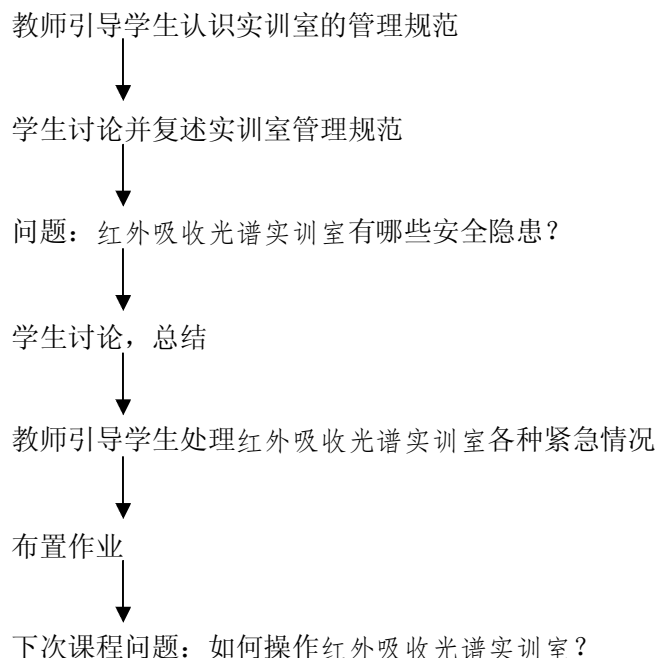 教师引导学生认识实训室的管理规范
学生讨论并复述实训室管理规范
问题：红外吸收光谱实训室有哪些安全隐患？
学生讨论，总结
教师引导学生处理红外吸收光谱实训室各种紧急情况
布置作业
下次课程问题：如何操作红外吸收光谱实训室？